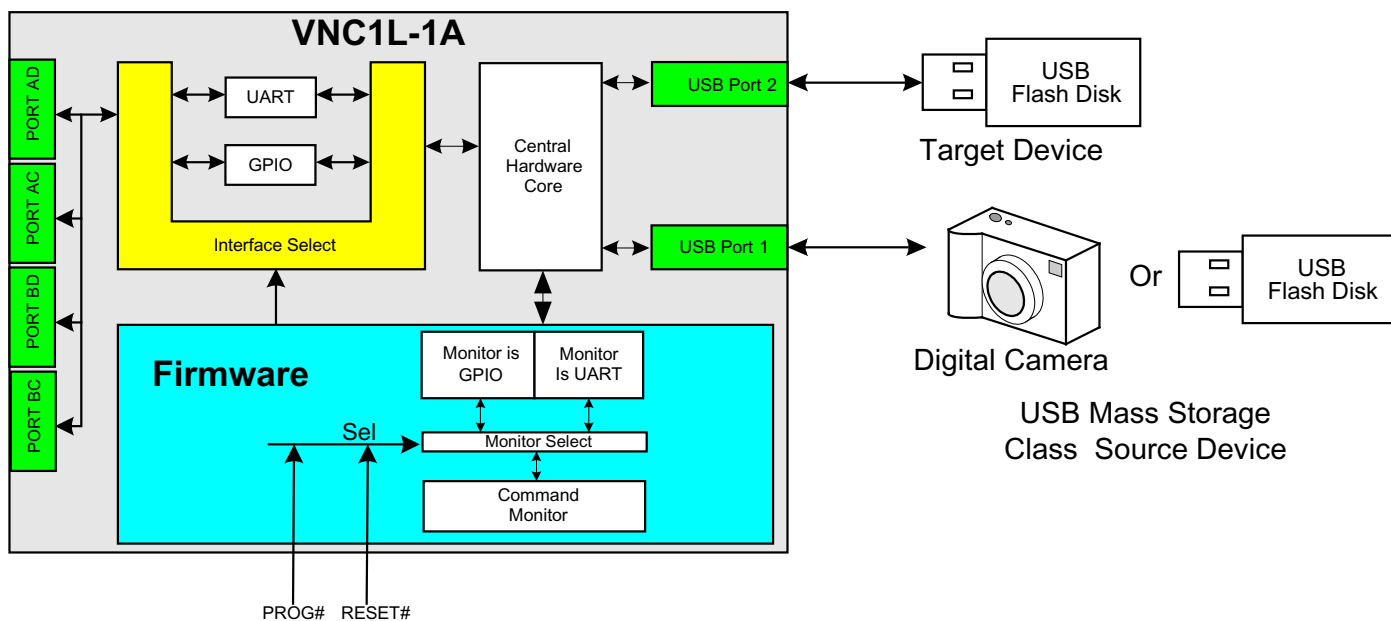 VNC1L-1A
PORT AD
PORT AC
PORT BD
PORT BC
UART
GPIO
Interface Select
Central
Hardware
Core
USB Port 2
USB Port 1
USB
Flash Disk
Target Device
Digital Camera
Or
USB
Flash Disk
USB Mass Storage
Class Source Device
Firmware
Monitor is
GPIO
Monitor
Is UART
Sel
Monitor Select
Command
Monitor
PROG#
RESET#